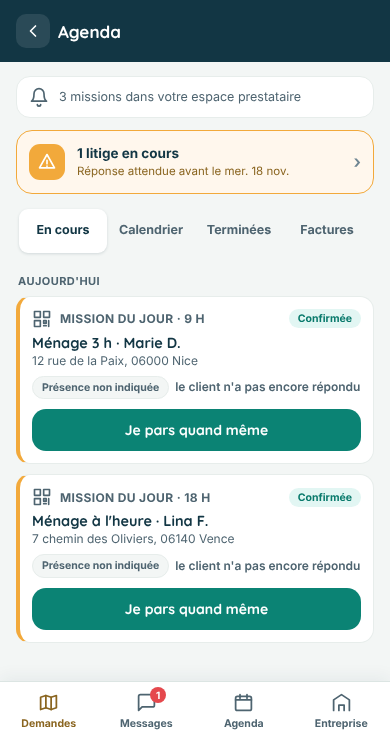 Agenda
3 missions dans votre espace prestataire
1 litige en cours
Réponse attendue avant le mer. 18 nov.
En cours Calendrier Terminées Factures
AUJOURD'HUI
MISSION DU JOUR · 9 H Confirmée
Ménage 3 h · Marie D.
12 rue de la Paix, 06000 Nice
Présence non indiquée le client n'a pas encore répondu
Je pars quand même
MISSION DU JOUR · 18 H Confirmée
Ménage à l'heure · Lina F.
7 chemin des Oliviers, 06140 Vence
Présence non indiquée le client n'a pas encore répondu
Je pars quand même
1
Demandes Messages Agenda Entreprise